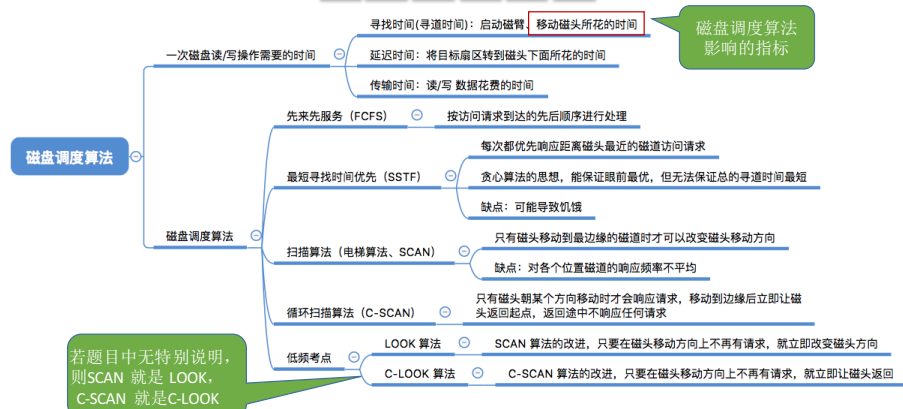 寻找时间(寻道时间)：启动磁臂、移动磁头所花的时间
磁盘调度算法
影响的指标
一次磁盘读/写操作需要的时间
延迟时间：将目标扇区转到磁头下面所花的时间
传输时间：读/写 数据花费的时间
先来先服务（FCFS）
按访问请求到达的先后顺序进行处理
磁盘调度算法
每次都优先响应距离磁头最近的磁道访问请求
最短寻找时间优先（SSTF）
贪心算法的思想，能保证眼前最优，但无法保证总的寻道时间最短
缺点：可能导致饥饿
磁盘调度算法
只有磁头移动到最边缘的磁道时才可以改变磁头移动方向
扫描算法（电梯算法、SCAN）
缺点：对各个位置磁道的响应频率不平均
只有磁头朝某个方向移动时才会响应请求，移动到边缘后立即让磁
头返回起点，返回途中不响应任何请求
循环扫描算法（C-SCAN）
LOOK 算法
SCAN 算法的改进，只要在磁头移动方向上不再有请求，就立即改变磁头方向
低频考点
C-LOOK 算法
C-SCAN 算法的改进，只要在磁头移动方向上不再有请求，就立即让磁头返回
若题目中无特别说明，
则SCAN 就是 LOOK，
C-SCAN 就是C-LOOK